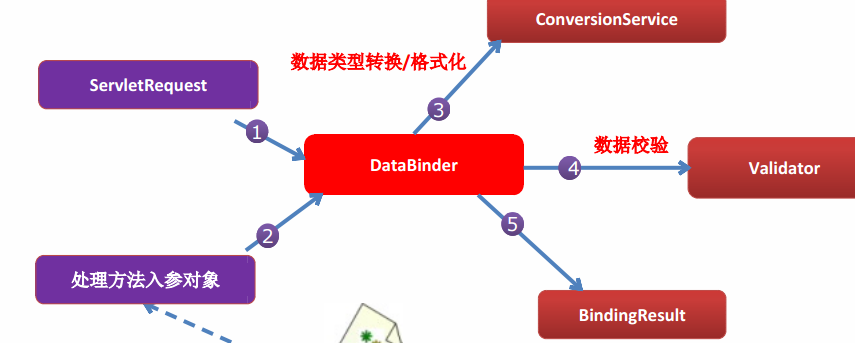 ConversionService
数据类型转换/格式化
ServletRequest
3
1
数据校验
DataBinder
4
Validator
2
5
处理方法入参对象
BindingResult